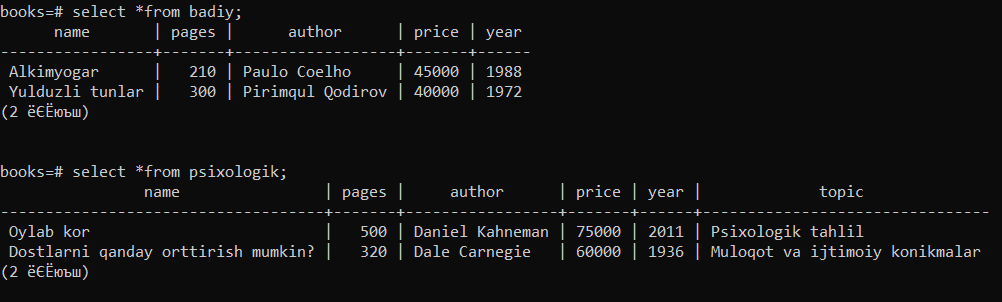 books=# select *from badiy;
      name       | pages |     author      | price | year
-----------------+-------+-----------------+-------+------
 Alkimyogar      |   210 | Paulo Coelho    | 45000 | 1988
 Yulduzli tunlar |   300 | Pirimqul Qodirov | 40000 | 1972
(2 ёЄЁюъш)
books=# select *from psixologik;
                name                | pages |     author      | price | year |             topic
------------------------------------+-------+-----------------+-------+------+--------------------------------
 Oylab kor                          |   500 | Daniel Kahneman | 75000 | 2011 | Psixologik tahlil
 Dostlarni qanday orttirish mumkin? |   320 | Dale Carnegie   | 60000 | 1936 | Muloqot va ijtimoiy konikmalar
(2 ёЄЁюъш)